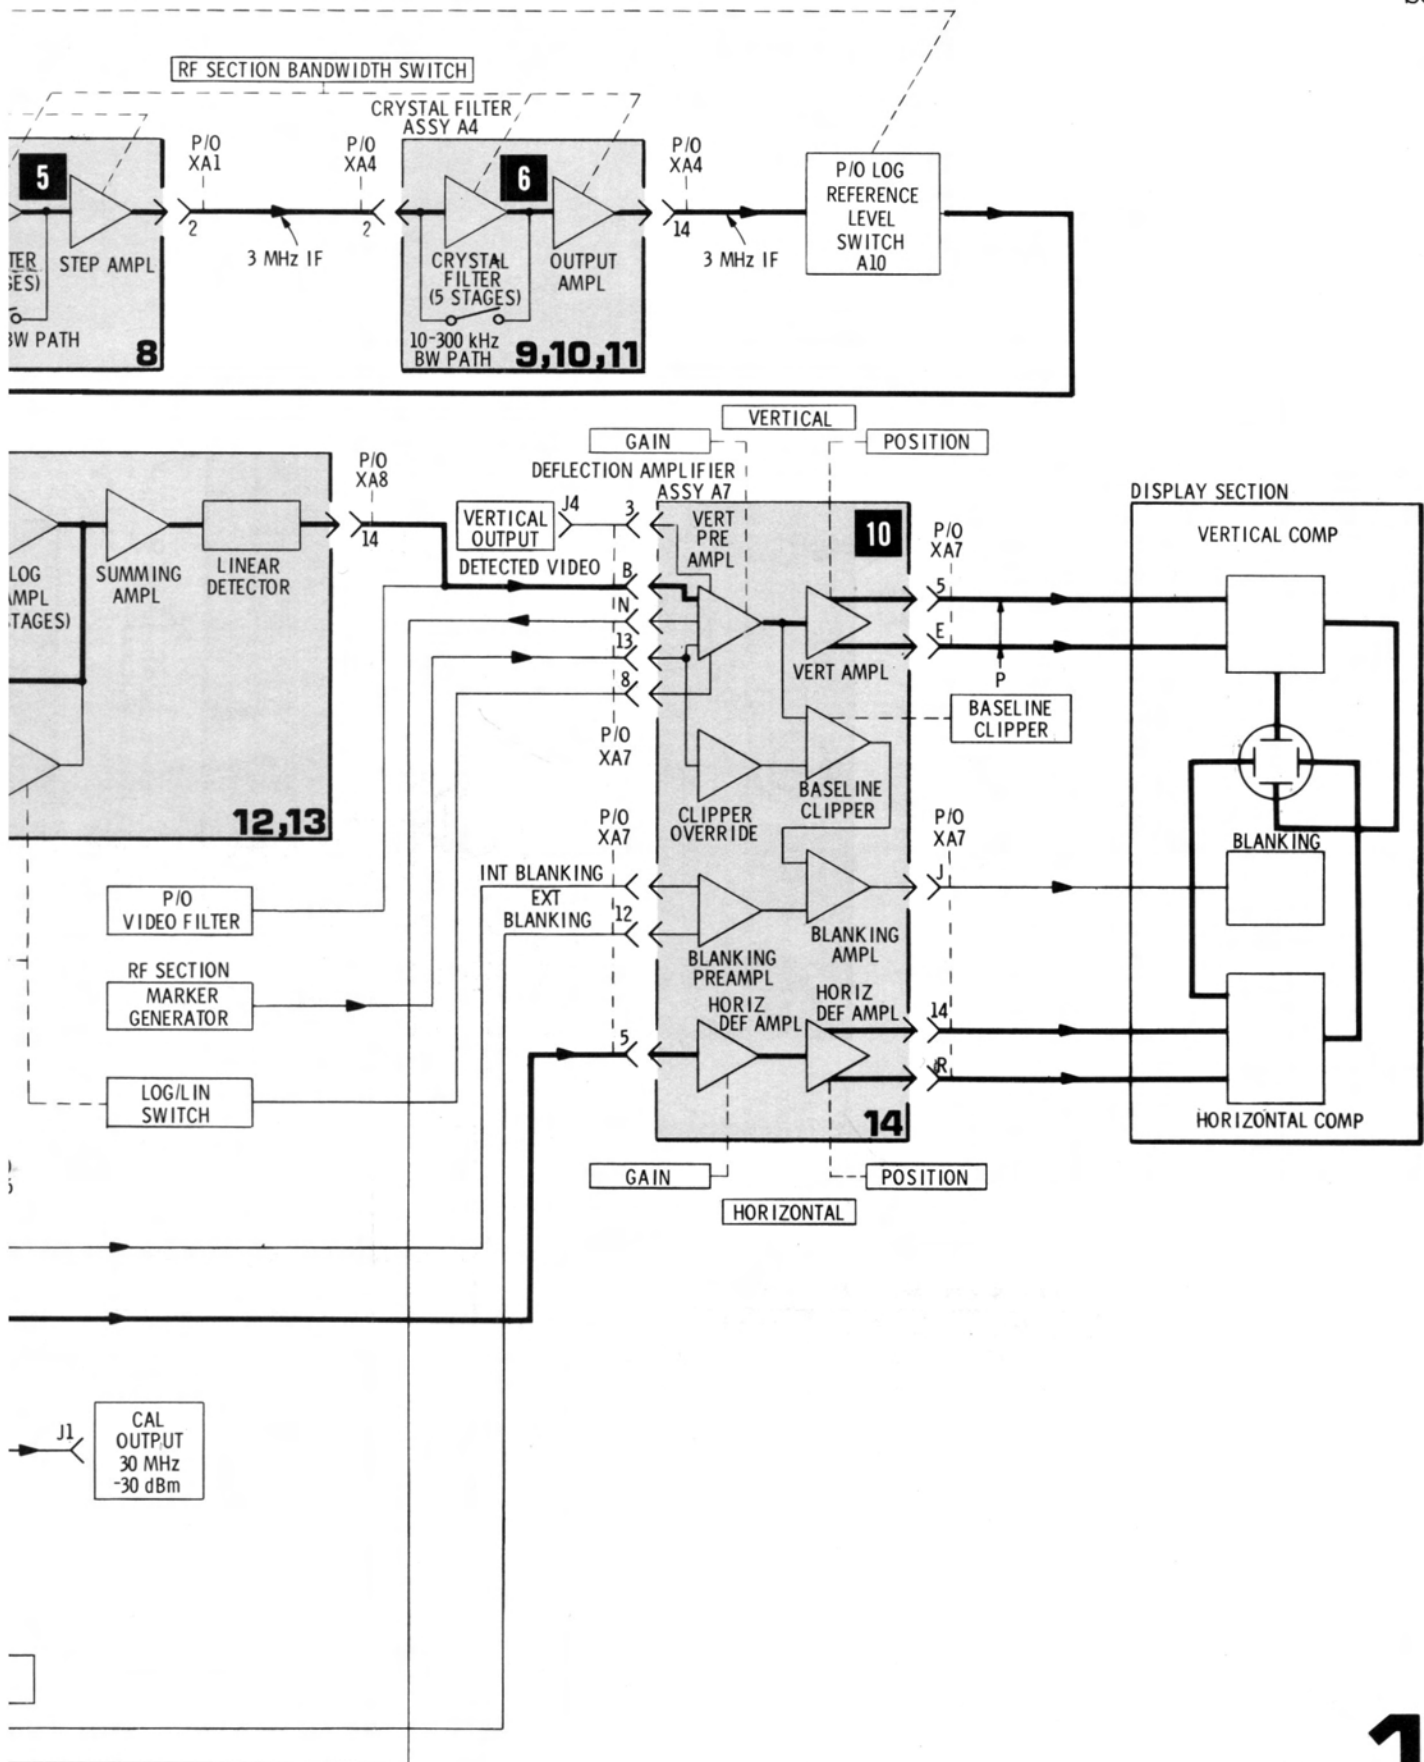 RF SECTION BANDWIDTH SWITCH
CRYSTAL FILTER
ASSY A4
P/O
XA1
P/O
XA4
P/O
XA4
5
6
P/O LOG
REFERENCE
LEVEL
SWITCH
A10
2
2
14
STEP AMPL
3 MHz IF
CRYSTAL
FILTER
(5 STAGES)
OUTPUT
AMPL
3 MHz IF
BW PATH
8
10-300 kHz
BW PATH
9,10,11
VERTICAL
GAIN
POSITION
DEFLECTION AMPLIFIER
ASSY A7
P/O
XA8
14
VERTICAL
OUTPUT
J4
3
VERT
PRE
AMPL
10
P/O
XA7
DISPLAY SECTION
VERTICAL COMP
LOG
AMPL
STAGES)
SUMMING
AMPL
LINEAR
DETECTOR
DETECTED VIDEO
B
N
13
8
5
E
VERT AMPL
P
BASELINE
CLIPPER
P/O
XA7
12,13
CLIPPER
OVERRIDE
BASELINE
CLIPPER
P/O
XA7
P/O
XA7
BLANKING
P/O
VIDEO FILTER
INT BLANKING
EXT
BLANKING
12
J
BLANKING
PREAMPL
BLANKING
AMPL
RF SECTION
MARKER
GENERATOR
HORIZ
DEF AMPL
HORIZ
DEF AMPL
5
14
R
LOG/LIN
SWITCH
14
HORIZONTAL COMP
GAIN
POSITION
HORIZONTAL
J1
CAL
OUTPUT
30 MHz
-30 dBm
1